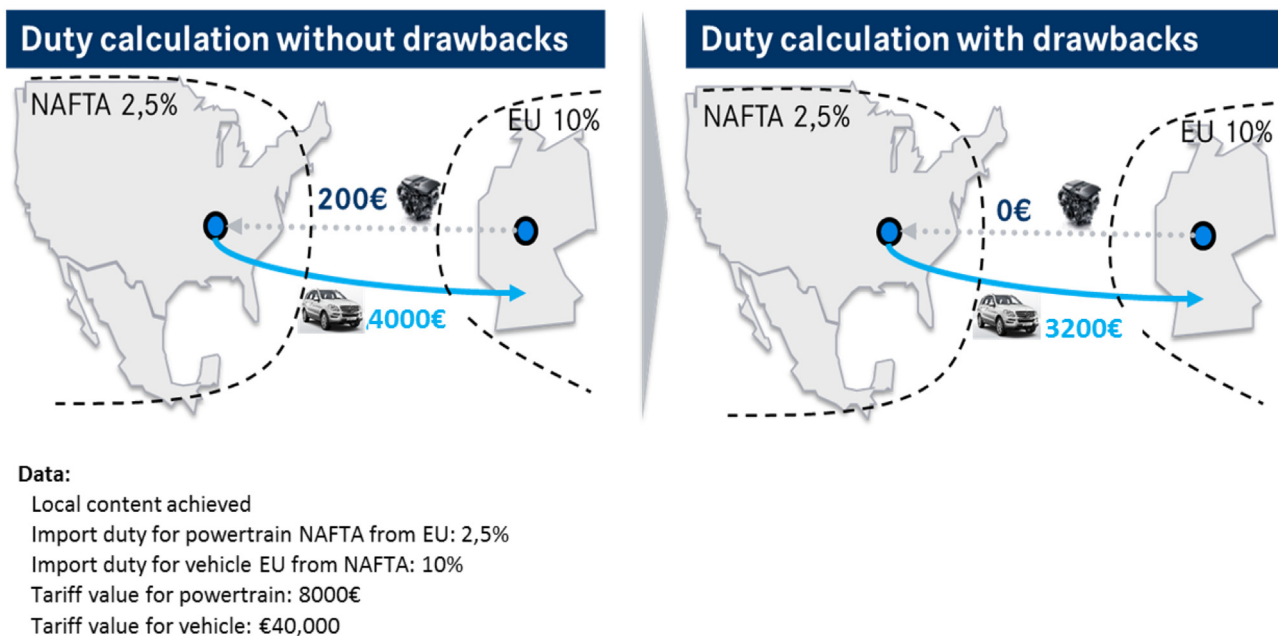 Duty calculation without drawbacks
NAFTA 2,5%
EU 10%
200€
4000€
Duty calculation with drawbacks
NAFTA 2,5%
EU 10%
0€
3200€
Data:
Local content achieved
Import duty for powertrain NAFTA from EU: 2,5%
Import duty for vehicle EU from NAFTA: 10%
Tariff value for powertrain: 8000€
Tariff value for vehicle: €40,000